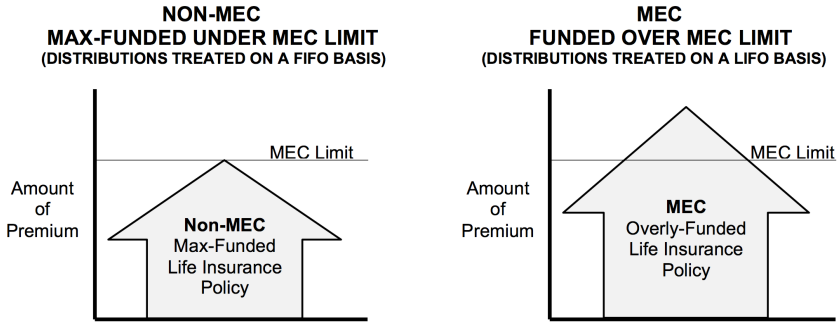 NON-MEC
MAX-FUNDED UNDER MEC LIMIT
(DISTRIBUTIONS TREATED ON A FIFO BASIS)
MEC Limit
Amount
of
Premium
Non-MEC
Max-Funded
Life Insurance
Policy
MEC
FUNDED OVER MEC LIMIT
(DISTRIBUTIONS TREATED ON A LIFO BASIS)
MEC Limit
Amount
of
Premium
MEC
Overly-Funded
Life Insurance
Policy